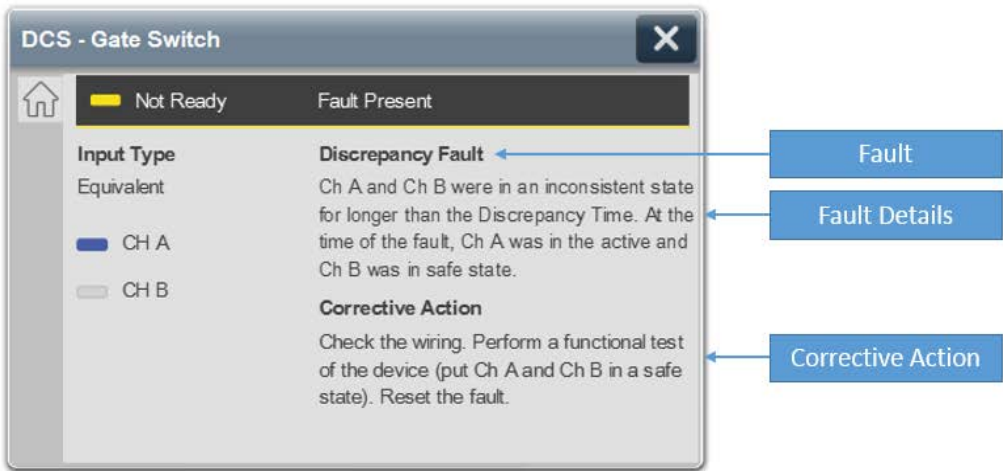 DCS - Gate Switch
Not Ready Fault Present
Input Type
Equivalent
CH A
CH B
Discrepancy Fault
Ch A and Ch B were in an inconsistent state
for longer than the Discrepancy Time. At the
time of the fault, Ch A was in the active and
Ch B was in safe state.
Corrective Action
Check the wiring. Perform a functional test
of the device (put Ch A and Ch B in a safe
state). Reset the fault.
Fault
Fault Details
Corrective Action